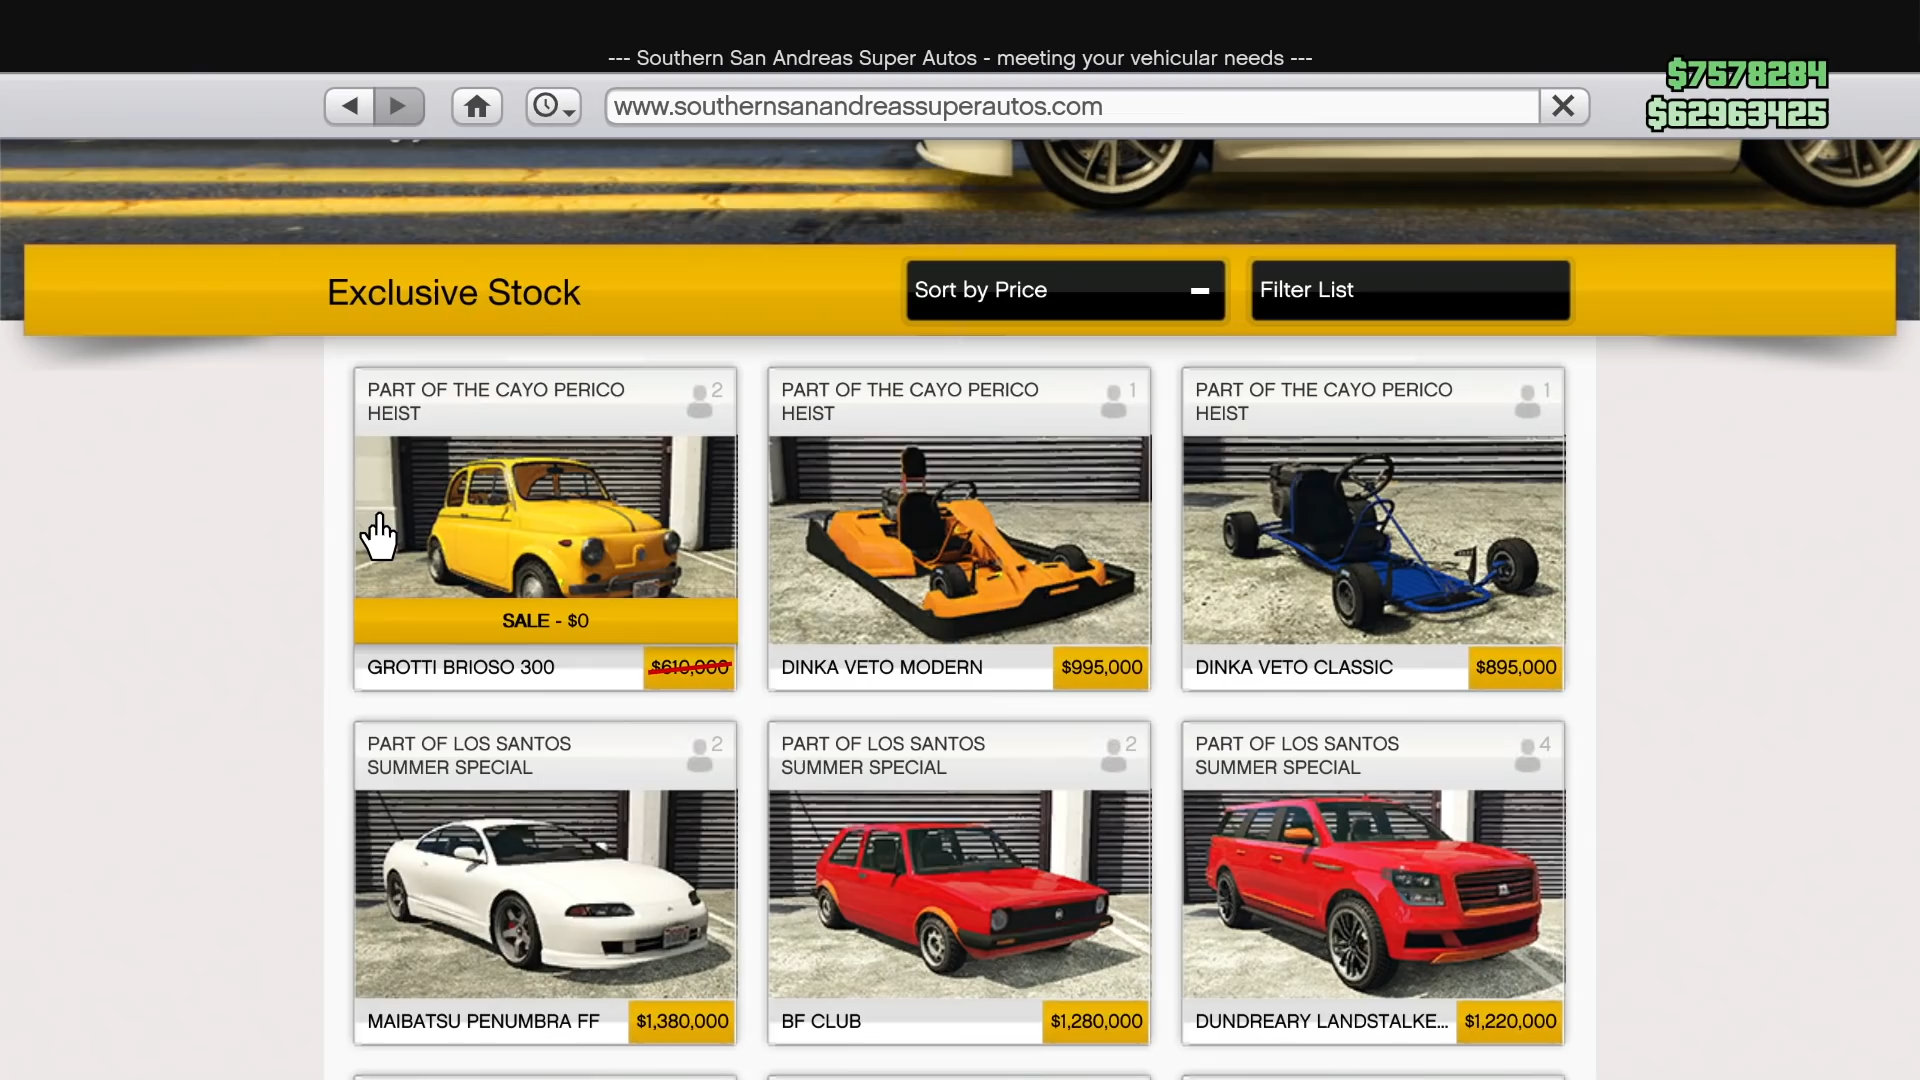 --- Southern San Andreas Super Autos - meeting your vehicular needs ---
$7578284
www.southernsanandreassuperautos.com
$62963425
Exclusive Stock
Sort by Price
Filter List
PART OF THE CAYO PERICO
HEIST
2
SALE - $0
GROTTI BRIOSO 300
$610,000
PART OF THE CAYO PERICO
HEIST
1
DINKA VETO MODERN
$995,000
PART OF THE CAYO PERICO
HEIST
1
DINKA VETO CLASSIC
$895,000
PART OF LOS SANTOS
SUMMER SPECIAL
2
MAIBATSU PENUMBRA FF
$1,380,000
PART OF LOS SANTOS
SUMMER SPECIAL
2
BF CLUB
$1,280,000
PART OF LOS SANTOS
SUMMER SPECIAL
4
DUNDREARY LANDSTALKE...
$1,220,000